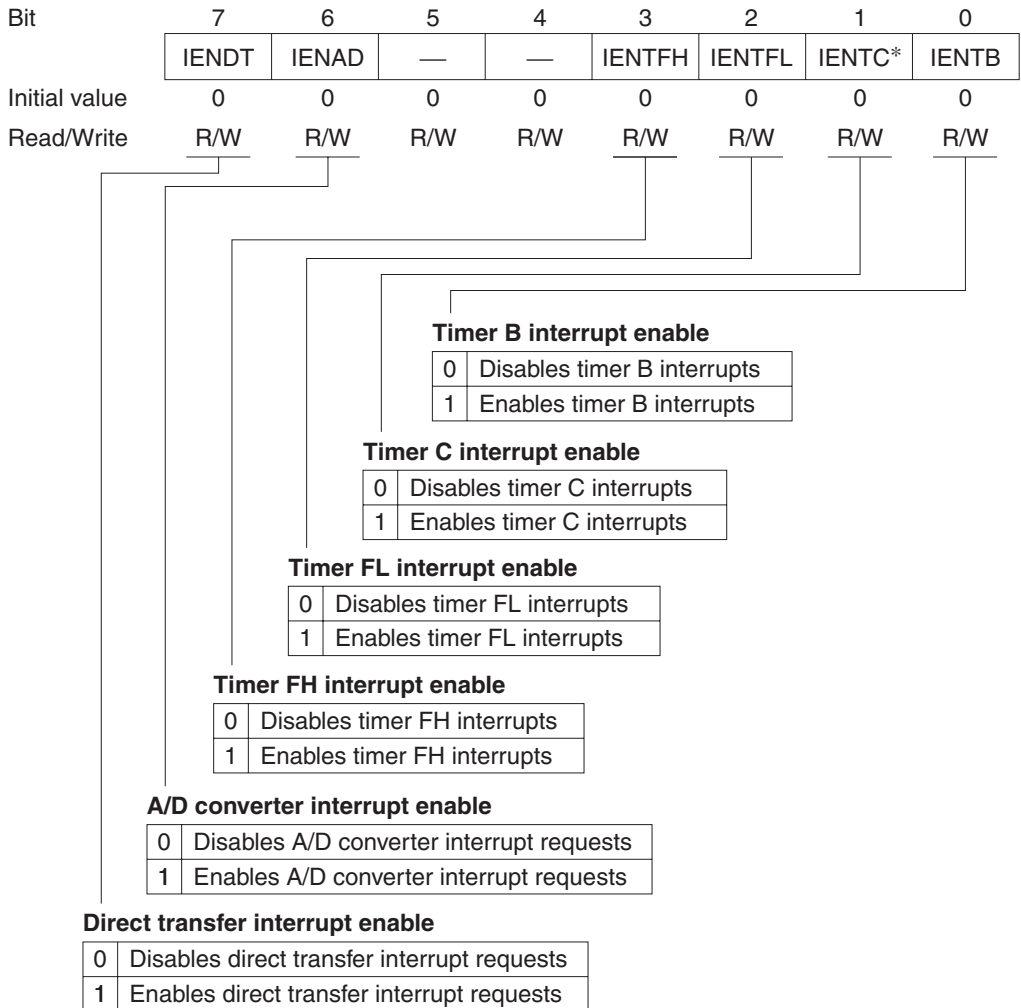 Bit 7 6 5 4 3 2 1 0
IENDT IENAD — — IENTFH IENTFL IENTC* IENTB
Initial value 0 0 0 0 0 0 0 0
Read/Write R/W R/W R/W R/W R/W R/W R/W R/W
Timer B interrupt enable
0 Disables timer B interrupts
1 Enables timer B interrupts
Timer C interrupt enable
0 Disables timer C interrupts
1 Enables timer C interrupts
Timer FL interrupt enable
0 Disables timer FL interrupts
1 Enables timer FL interrupts
Timer FH interrupt enable
0 Disables timer FH interrupts
1 Enables timer FH interrupts
A/D converter interrupt enable
0 Disables A/D converter interrupt requests
1 Enables A/D converter interrupt requests
Direct transfer interrupt enable
0 Disables direct transfer interrupt requests
1 Enables direct transfer interrupt requests